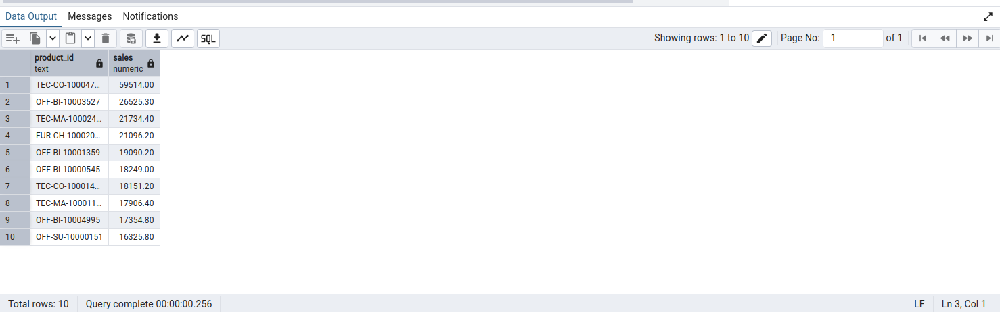 Data Output Messages Notifications
SQL Showing rows: 1 to 10 Page No: 1 of 1
product_id sales
text numeric
1 TEC-CO-100047... 59514.00
2 OFF-BI-10003527 26525.30
3 TEC-MA-100024... 21734.40
4 FUR-CH-100020... 21096.20
5 OFF-BI-10001359 19090.20
6 OFF-BI-10000545 18249.00
7 TEC-CO-100014... 18151.20
8 TEC-MA-100011... 17906.40
9 OFF-BI-10004995 17354.80
10 OFF-SU-10000151 16325.80
Total rows: 10 Query complete 00:00:00.256 LF Ln 3, Col 1